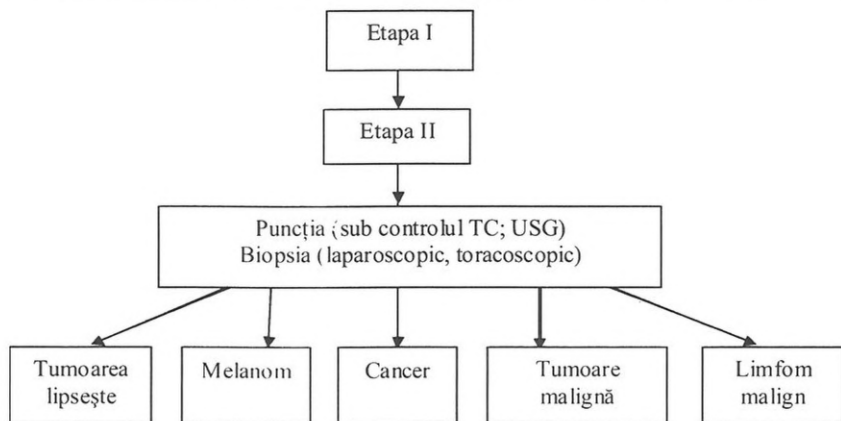 Etapa I
Etapa II
Puncția (sub controlul TC; USG)
Biopsia (laparoscopic, toracoscopic)
Tumoarea
lipsește
Melanom
Cancer
Tumoare
malignă
Limfom
malign